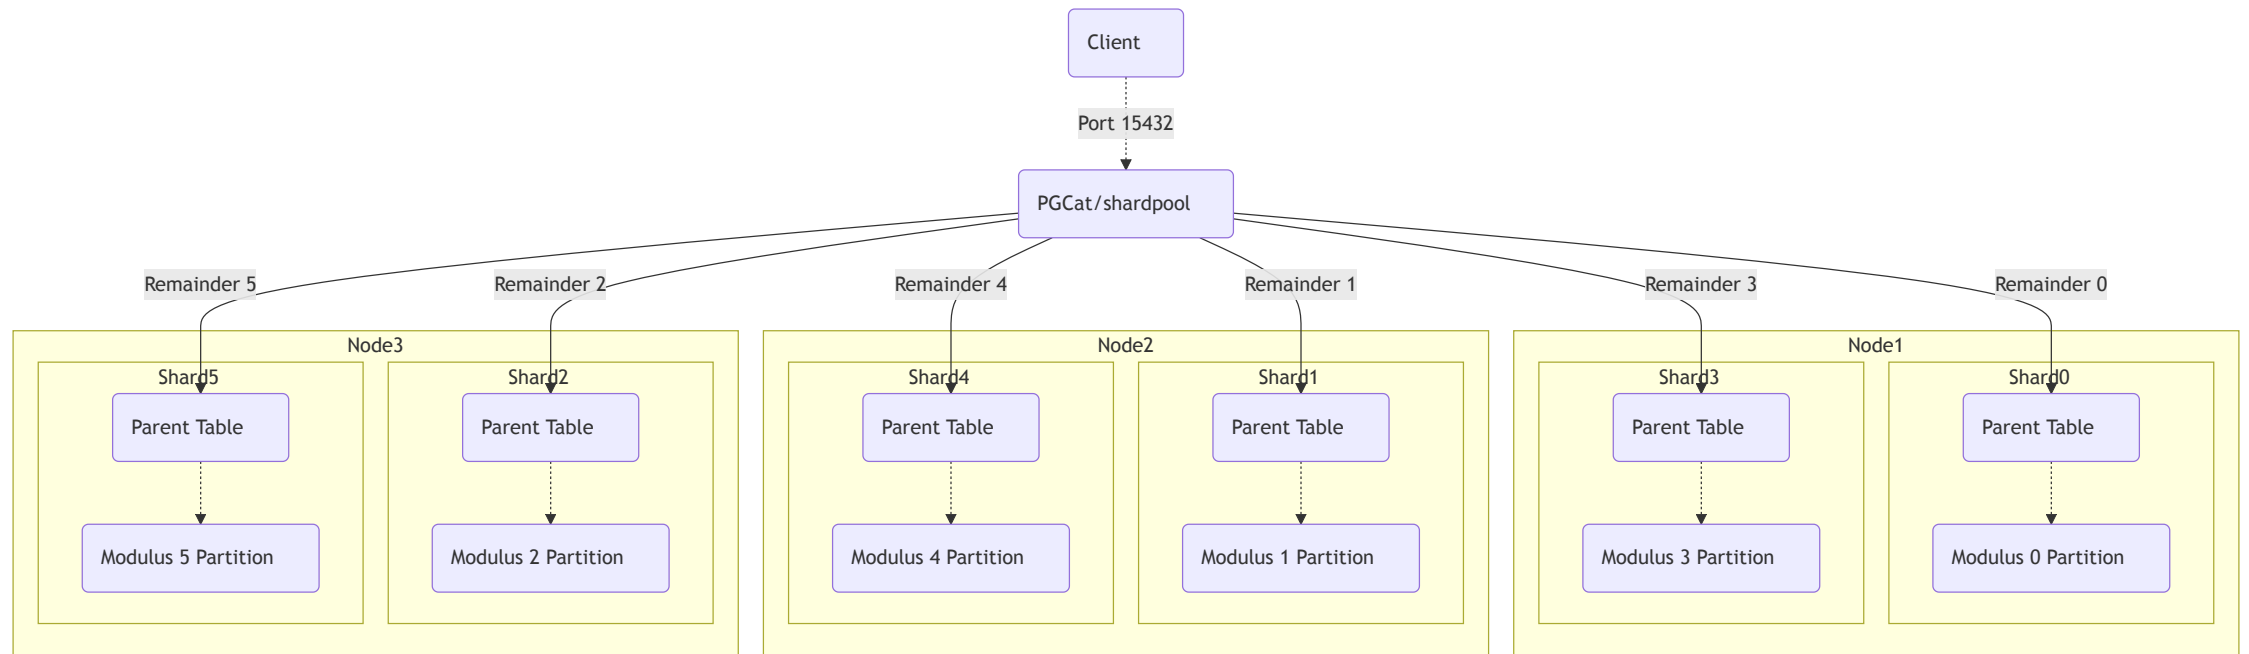 Client
Port 15432
PGCat/shardpool
Remainder 5
Remainder 2
Remainder 4
Remainder 1
Remainder 3
Remainder 0
Node3
Node2
Node1
Shard5
Shard2
Shard4
Shard1
Shard3
Shard0
Parent Table
Parent Table
Parent Table
Parent Table
Parent Table
Parent Table
Modulus 5 Partition
Modulus 2 Partition
Modulus 4 Partition
Modulus 1 Partition
Modulus 3 Partition
Modulus 0 Partition